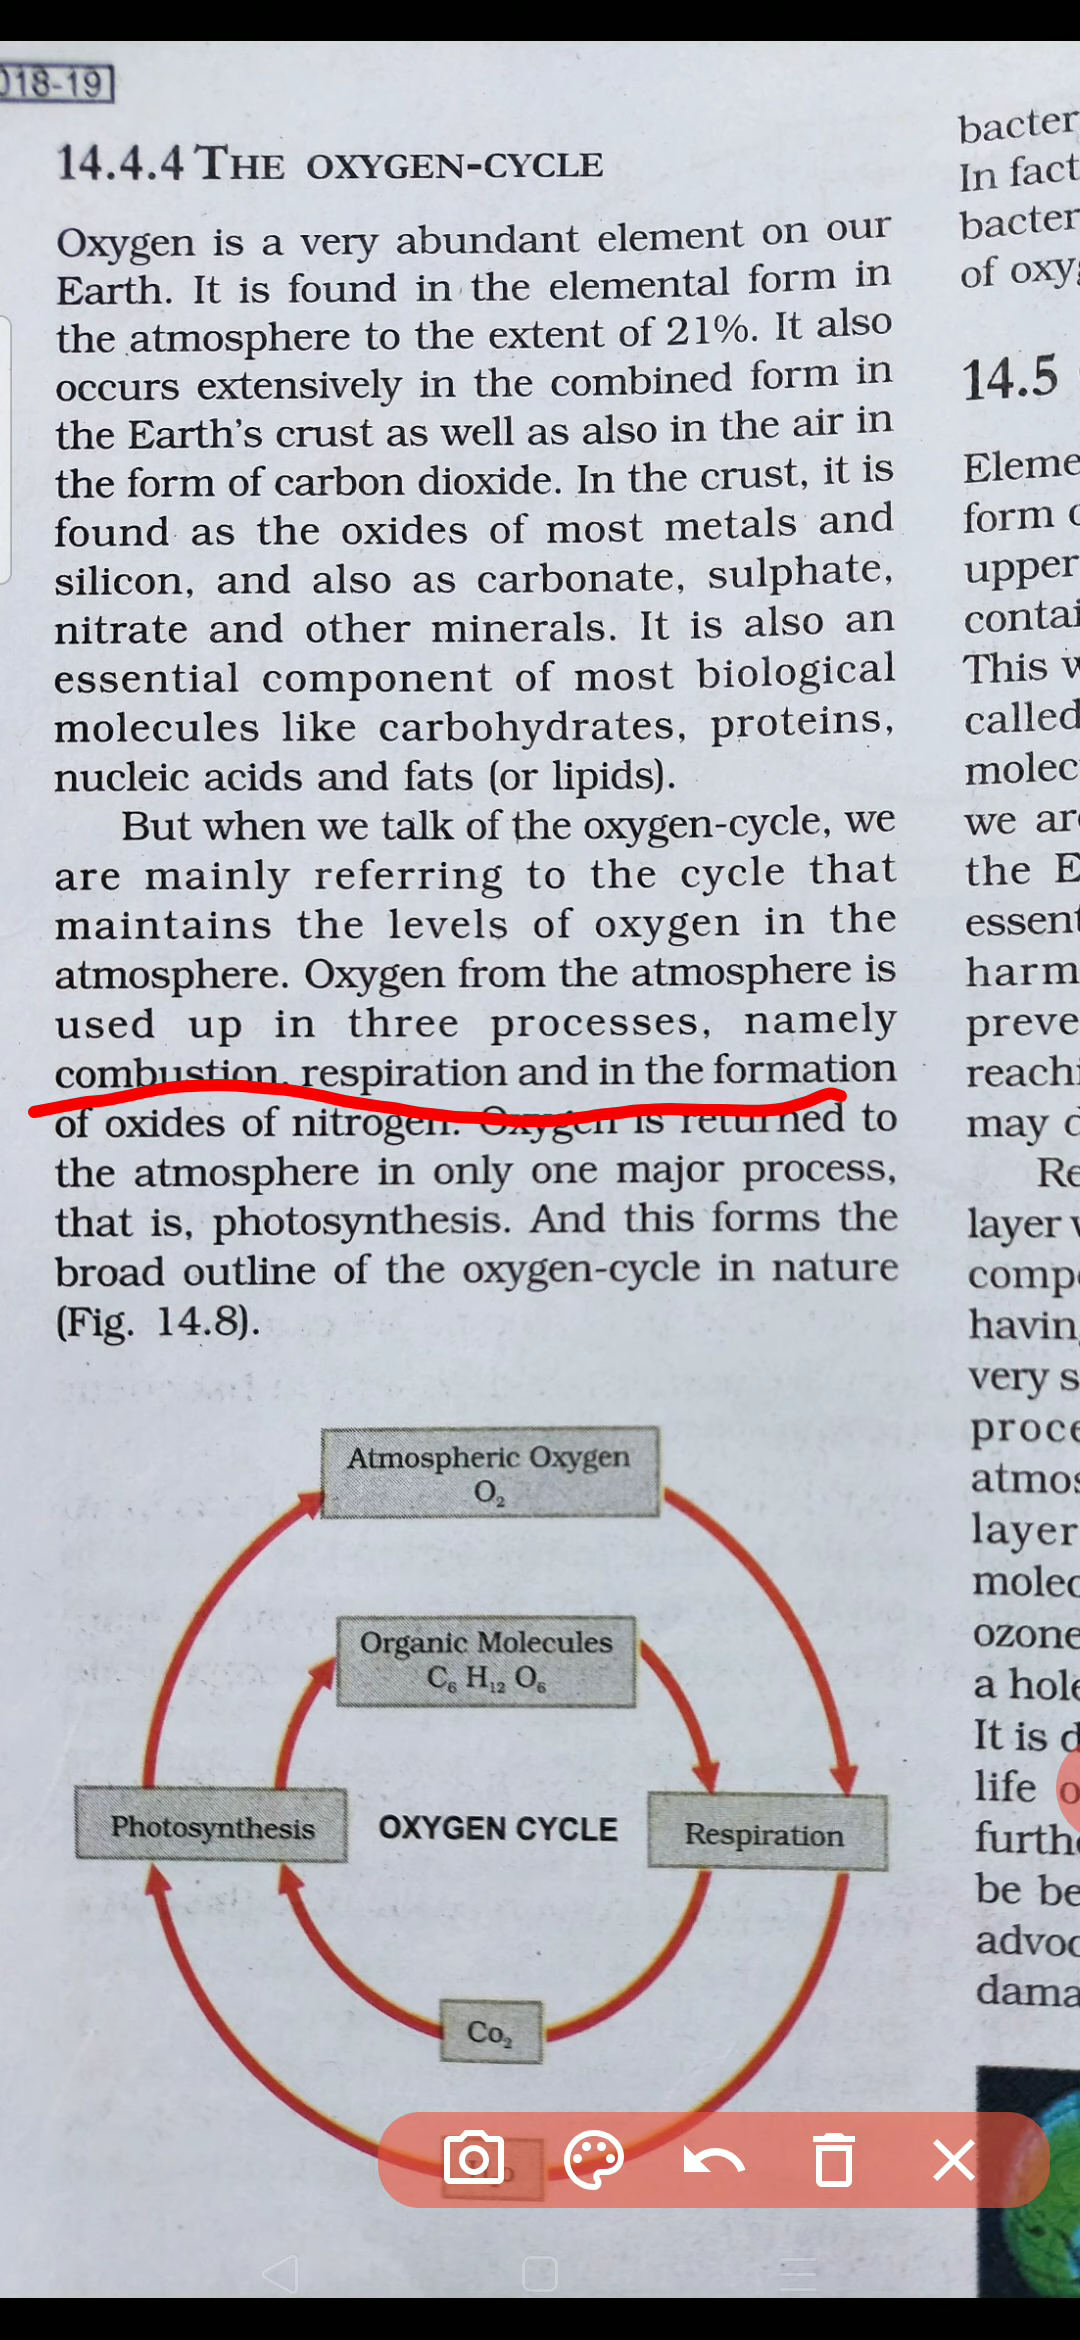 018-19
14.4.4 THE OXYGEN-CYCLE
Oxygen is a very abundant element on our
Earth. It is found in the elemental form in
the atmosphere to the extent of 21%. It also
occurs extensively in the combined form in
the Earth's crust as well as also in the air in
the form of carbon dioxide. In the crust, it is
found as the oxides of most metals and
silicon, and also as carbonate, sulphate,
nitrate and other minerals. It is also an
essential component of most biological
molecules like carbohydrates, proteins,
nucleic acids and fats (or lipids).
But when we talk of the oxygen-cycle, we
are mainly referring to the cycle that
maintains the levels of oxygen in the
atmosphere. Oxygen from the atmosphere is
used up in three processes, namely
combustion, respiration and in the formation
of oxides of nitrogen. Oxygen is returned to
the atmosphere in only one major process,
that is, photosynthesis. And this forms the
broad outline of the oxygen-cycle in nature
(Fig. 14.8).
Atmospheric Oxygen
O₂
Organic Molecules
C₆ H₁₂ O₆
Photosynthesis
OXYGEN CYCLE
Respiration
Co₂
bacter
In fact
bacter
of oxy
14.5
Eleme
form
upper
contai
This
called
molec
we ar
the E
essent
harm
preve
reach
may
Re
layer
comp
having
very s
proce
atmos
layer
molec
ozone
a hole
It is d
life o
furth
be be
advoc
dama